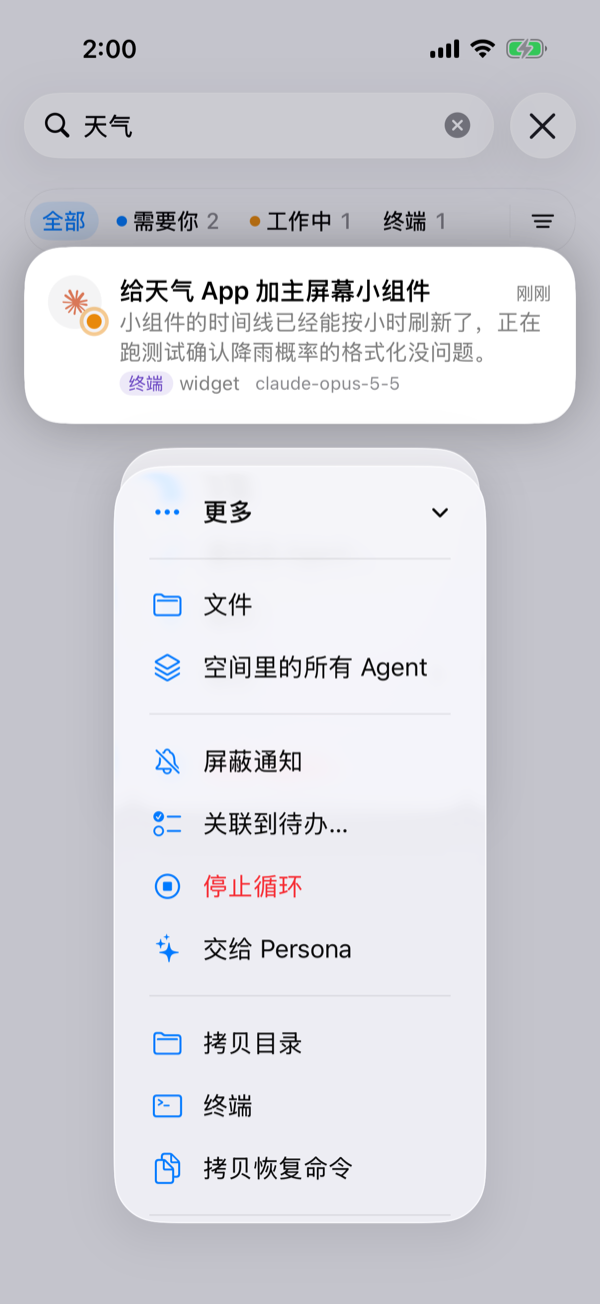 2:00
天气
全部
需要你 2
工作中 1
终端 1
给天气 App 加主屏幕小组件
刚刚
小组件的时间线已经能按小时刷新了，正在
跑测试确认降雨概率的格式化没问题。
终端 widget claude-opus-5-5
更多
文件
空间里的所有 Agent
屏蔽通知
关联到待办...
停止循环
交给 Persona
拷贝目录
终端
拷贝恢复命令